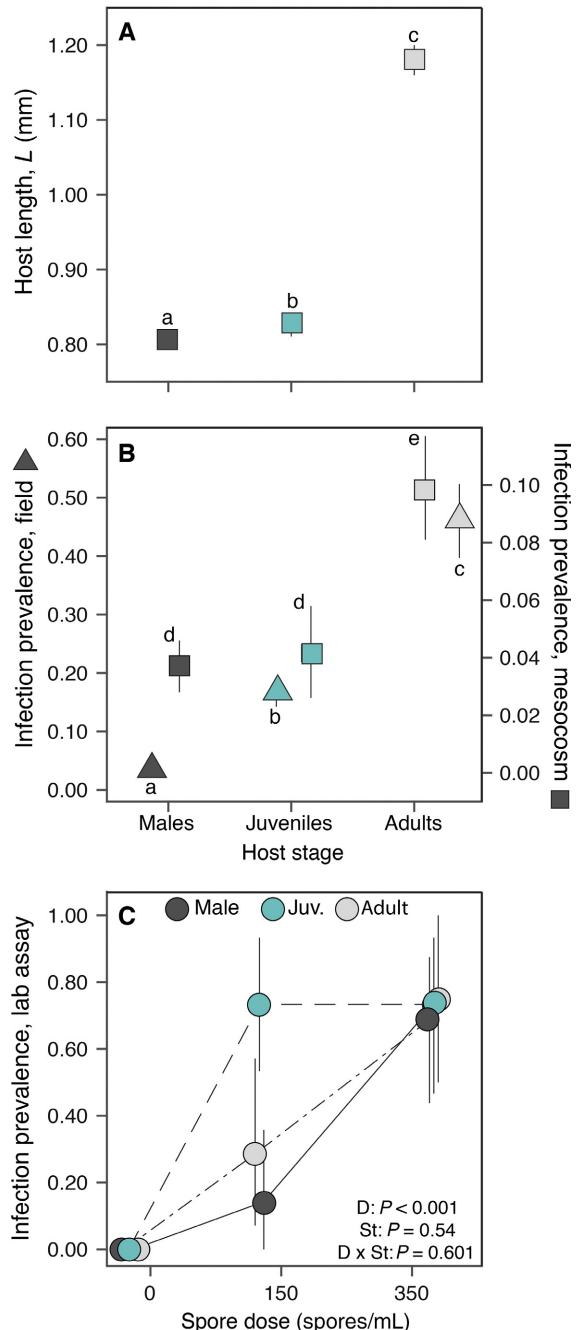 A
Host length, L (mm)
1.20
1.10
1.00
0.90
0.80
a
b
c
B
Infection prevalence, field
0.60
0.50
0.40
0.30
0.20
0.10
0.00
a
d
b
d
e
c
0.10
0.08
0.06
0.04
0.02
0.00
Infection prevalence, mesocosm
Males Juveniles Adults
Host stage
C
Male Juv. Adult
Infection prevalence, lab assay
1.00
0.80
0.60
0.40
0.20
0.00
D: P < 0.001
St: P = 0.54
D x St: P = 0.601
0 150 350
Spore dose (spores/mL)